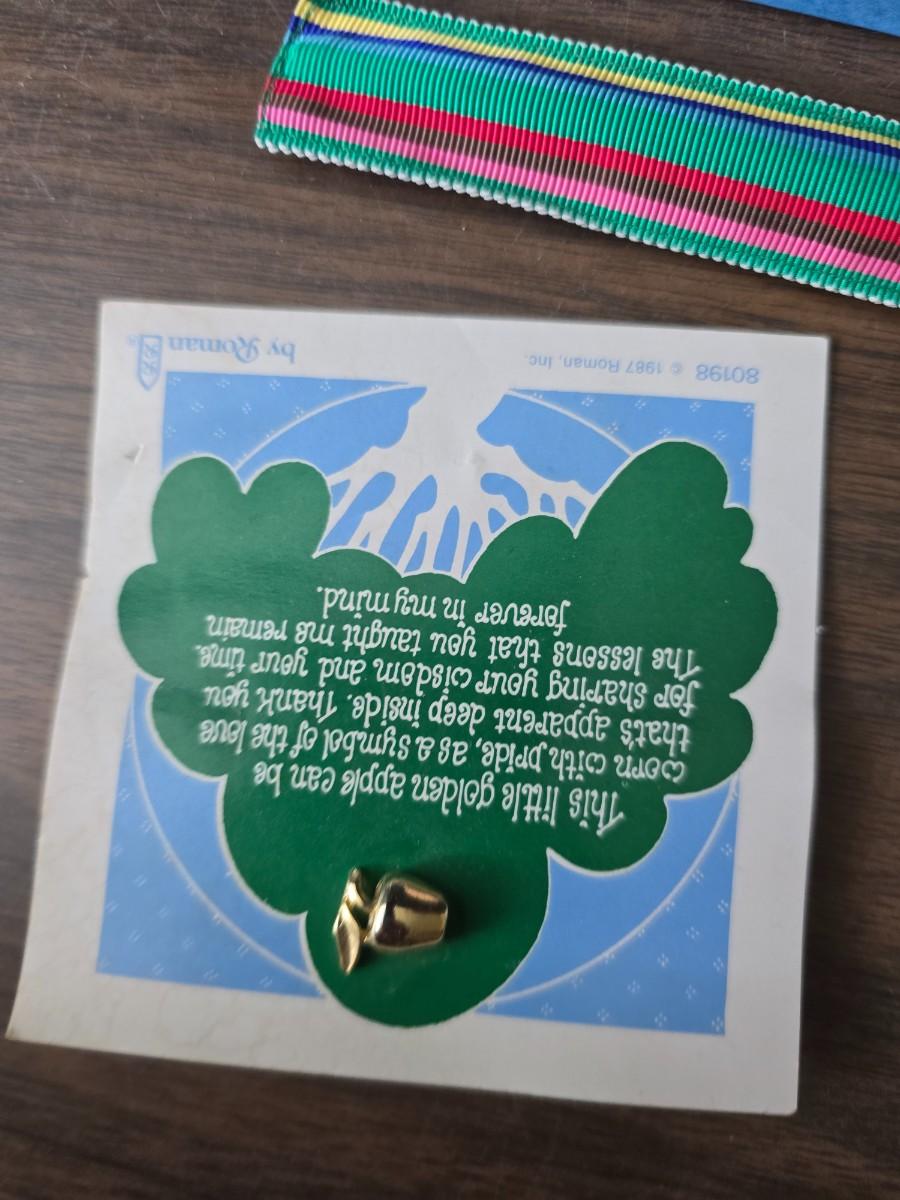 This little golden apple can be
worn with pride, as a symbol of the love
that's apparent deep inside. Thank you
for sharing your wisdom and your time.
The lessons that you taught me remain
forever in my mind.
80198 © 1987 Roman, Inc.
by Roman ®